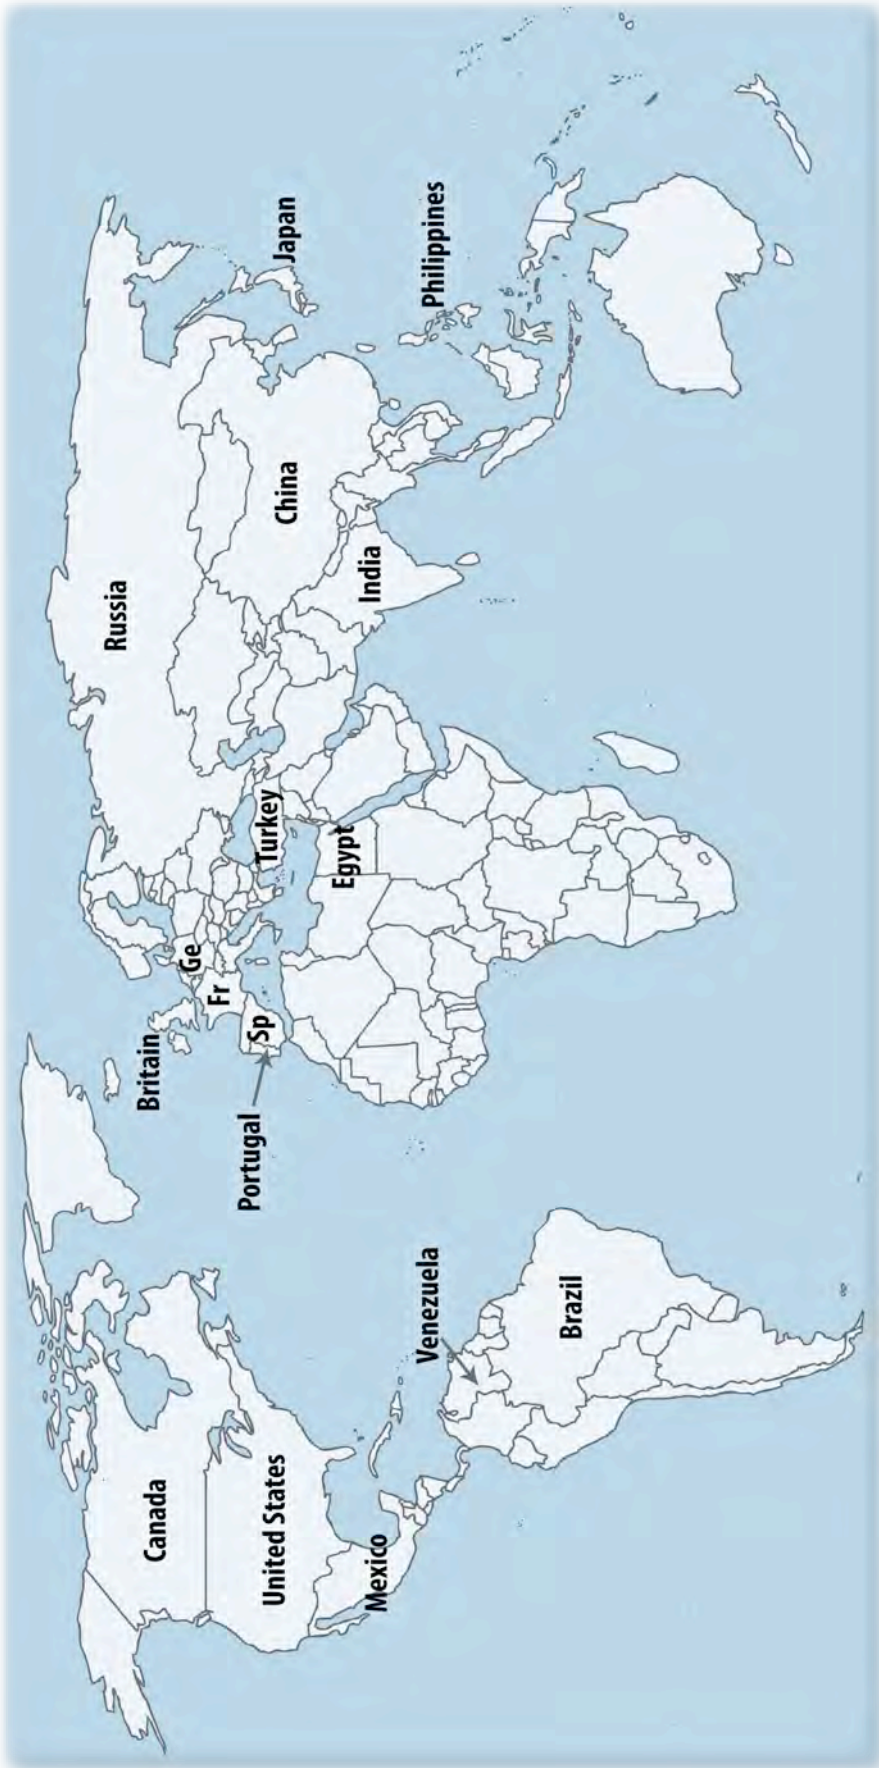 Russia
Canada
Britain
Ge
Fr
Japan
United States
Turkey
China
Portugal
Sp
Mexico
Egypt
India
Venezuela
Philippines
Brazil